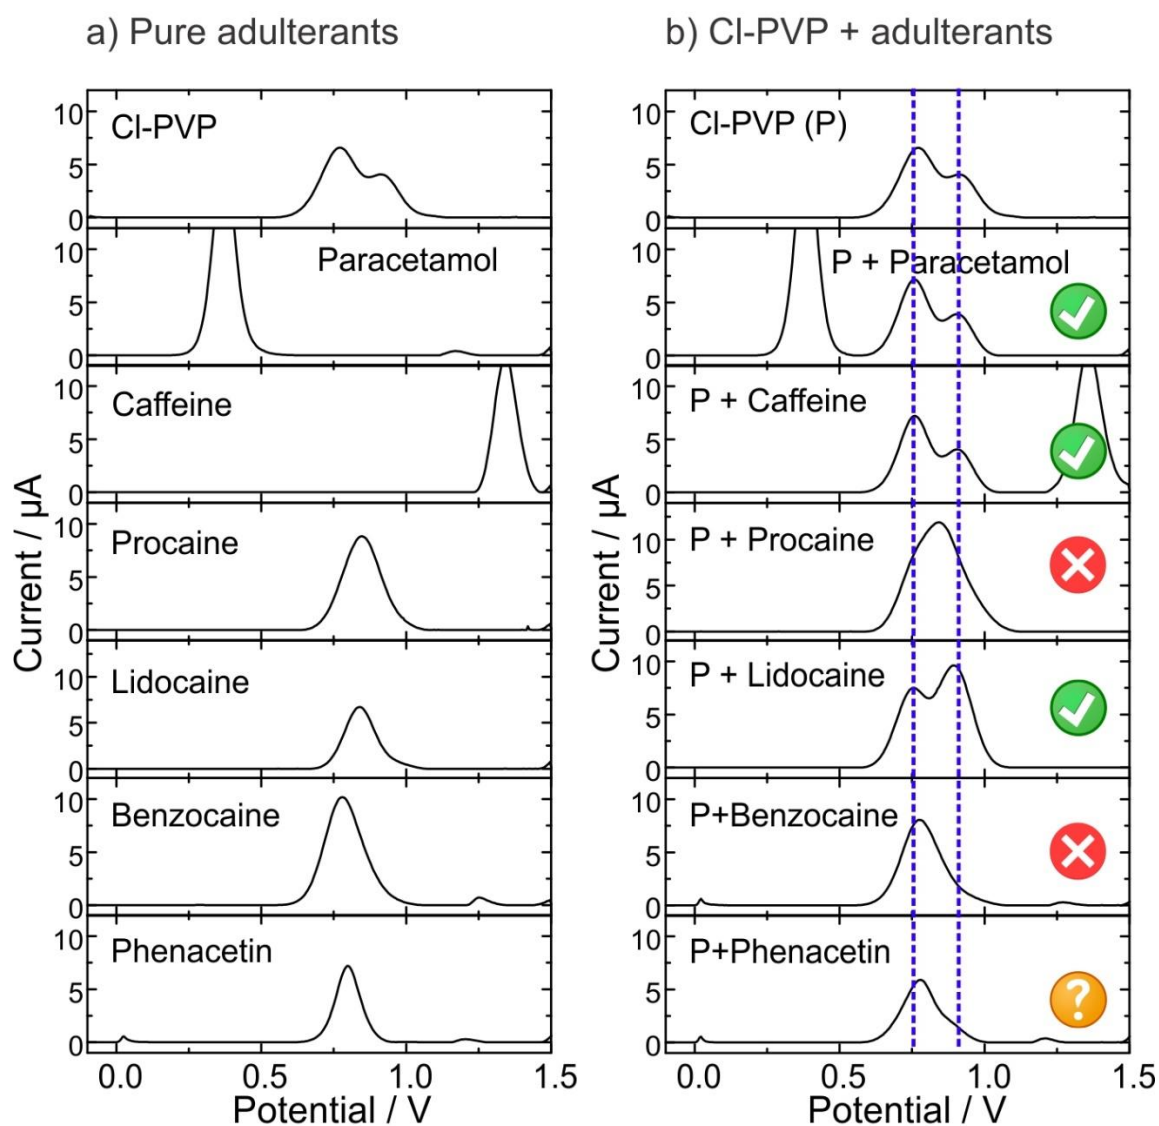 a) Pure adulterants
b) Cl-PVP + adulterants
Current / µA
10
5
0
Cl-PVP
10
5
0
Paracetamol
10
5
0
Caffeine
10
5
0
Procaine
10
5
0
Lidocaine
10
5
0
Benzocaine
10
5
0
Phenacetin
0.0 0.5 1.0 1.5
Potential / V
Current / µA
10
5
0
Cl-PVP (P)
10
5
0
P + Paracetamol
10
5
0
P + Caffeine
10
5
0
P + Procaine
10
5
0
P + Lidocaine
10
5
0
P+Benzocaine
10
5
0
P+Phenacetin
?
0.0 0.5 1.0 1.5
Potential / V